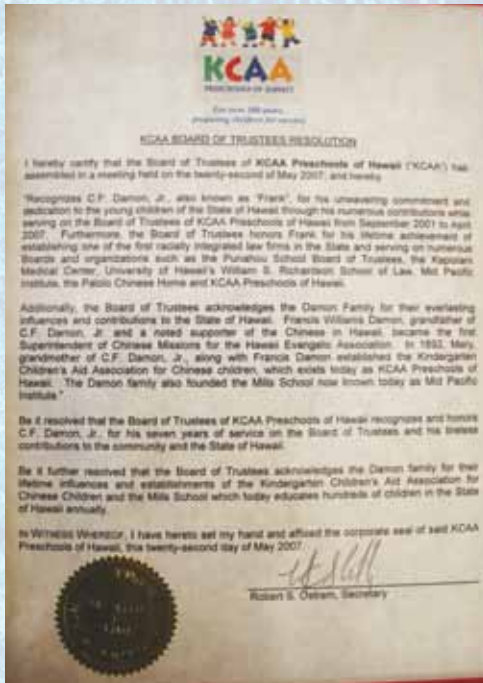 KCAA
PRESCHOOLS OF HAWAII
For over 100 years,
preparing children for success
KCAA BOARD OF TRUSTEES RESOLUTION
I hereby certify that the Board of Trustees of KCAA Preschools of Hawaii ("KCAA") has
assembled in a meeting held on the twenty-second of May 2007, and hereby
"Recognizes C.F. Damon, Jr., also known as "Frank", for his unwavering commitment and
dedication to the young children of the State of Hawaii through his numerous contributions while
serving on the Board of Trustees of KCAA Preschools of Hawaii from September 2001 to April
2007. Furthermore, the Board of Trustees honors Frank for his lifetime achievement of
establishing one of the first racially integrated law firms in the State and serving on numerous
Boards and organizations such as the Punahou School Board of Trustees, the Kapiolani
Medical Center, University of Hawaii's William S. Richardson School of Law, Mid Pacific
Institute, the Palolo Chinese Home and KCAA Preschools of Hawaii.
Additionally, the Board of Trustees acknowledges the Damon Family for their everlasting
influences and contributions to the State of Hawaii. Francis Williams Damon, grandfather of
C.F. Damon, Jr. and a noted supporter of the Chinese in Hawaii, became the first
Superintendent of Chinese Missions for the Hawaii Evangelic Association. In 1892, Mary,
grandmother of C.F. Damon, Jr., along with Francis Damon established the Kindergarten
Children's Aid Association for Chinese children, which exists today as KCAA Preschools of
Hawaii. The Damon family also founded the Mills School now known today as Mid Pacific
Institute."
Be it resolved that the Board of Trustees of KCAA Preschools of Hawaii recognizes and honors
C.F. Damon, Jr., for his seven years of service on the Board of Trustees and his tireless
contributions to the community and the State of Hawaii.
Be it further resolved that the Board of Trustees acknowledges the Damon family for their
lifetime influences and establishments of the Kindergarten Children's Aid Association for
Chinese Children and the Mills School which today educates hundreds of children in the State
of Hawaii annually.
IN WITNESS WHEREOF, I have hereto set my hand and affixed the corporate seal of said KCAA
Preschools of Hawaii, this twenty-second day of May 2007.
Robert S. Ostrem, Secretary